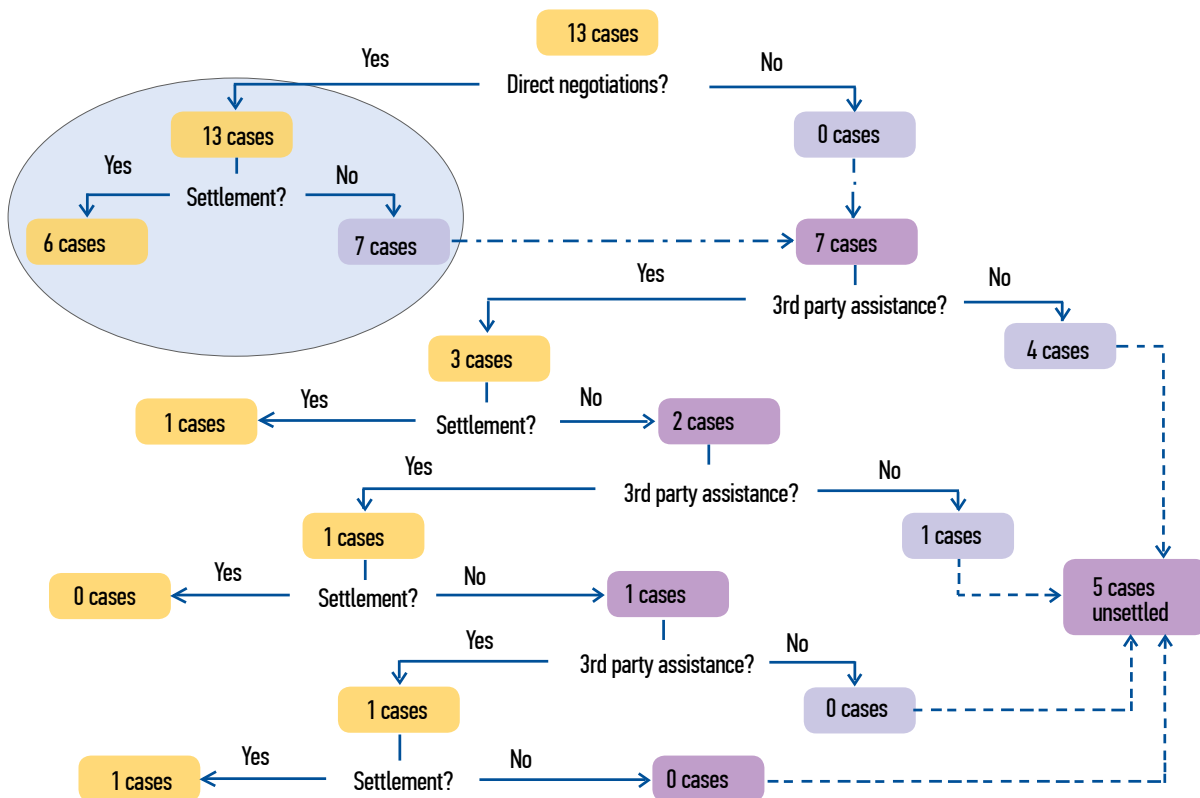 13 cases
Yes
Direct negotiations?
No
13 cases
0 cases
Yes
Settlement?
No
6 cases
7 cases
7 cases
Yes
3rd party assistance?
No
3 cases
4 cases
1 cases
Yes
Settlement?
No
2 cases
Yes
3rd party assistance?
No
1 cases
1 cases
0 cases
Yes
Settlement?
No
1 cases
5 cases
unsettled
Yes
3rd party assistance?
No
1 cases
0 cases
1 cases
Yes
Settlement?
No
0 cases